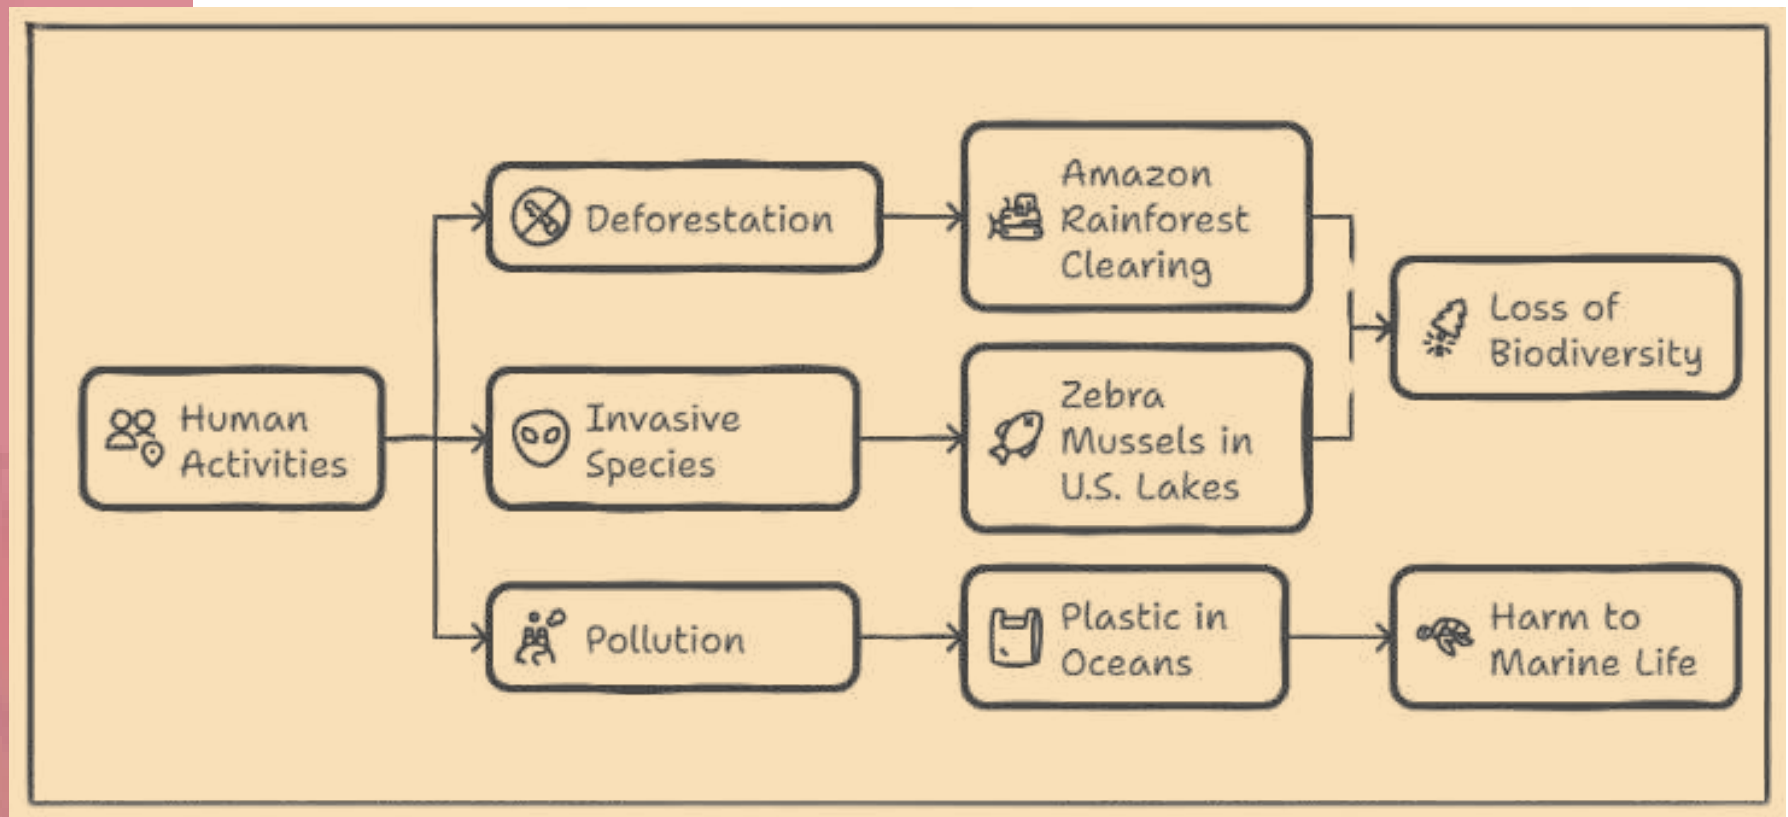 Human
Activities
Deforestation
Invasive
Species
Pollution
Amazon
Rainforest
Clearing
Zebra
Mussels in
U.S. Lakes
Plastic in
Oceans
Loss of
Biodiversity
Harm to
Marine Life